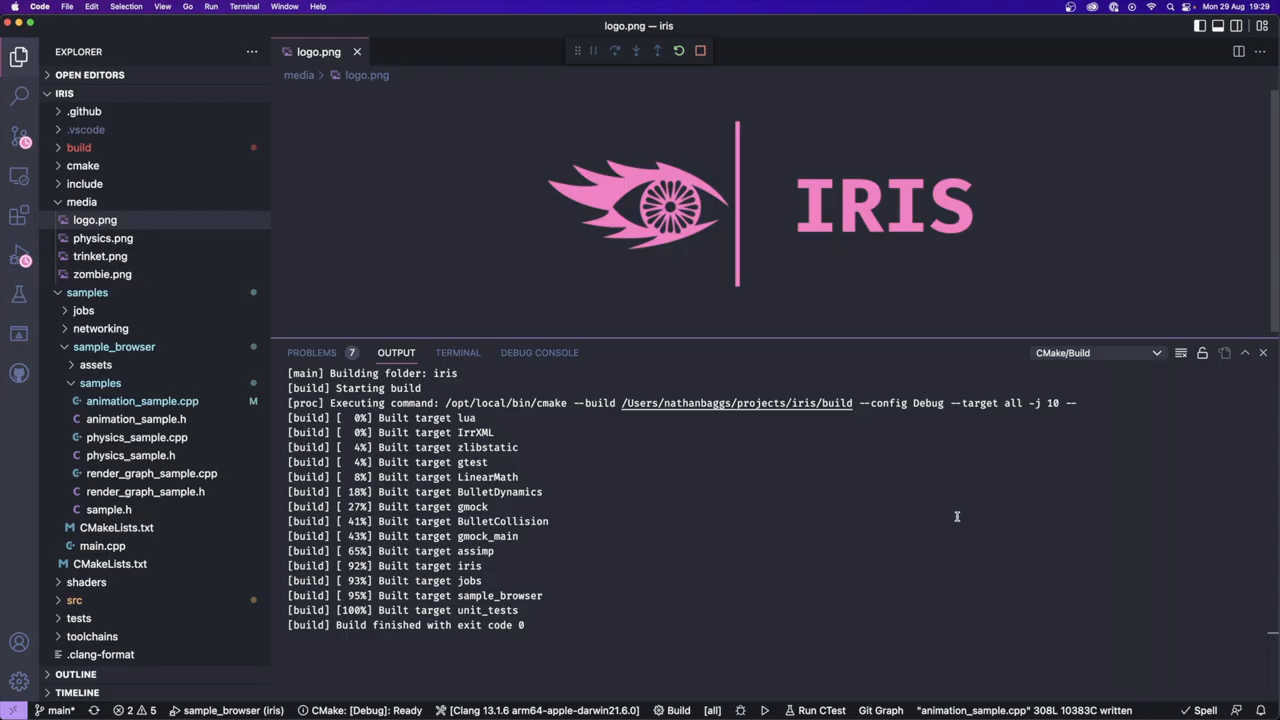 Code File Edit Selection View Go Run Terminal Window Help
Mon 29 Aug 19:29
logo.png — iris
EXPLORER
logo.png
OPEN EDITORS
media logo.png
IRIS
.github
.vscode
build
cmake
include
media
logo.png
physics.png
trinket.png
zombie.png
samples
jobs
networking
sample_browser
assets
samples
animation_sample.cpp M
animation_sample.h
physics_sample.cpp
physics_sample.h
render_graph_sample.cpp
render_graph_sample.h
sample.h
CMakeLists.txt
main.cpp
CMakeLists.txt
shaders
src
tests
toolchains
.clang-format
OUTLINE
TIMELINE
IRIS
PROBLEMS 7 OUTPUT TERMINAL DEBUG CONSOLE CMake/Build
[main] Building folder: iris
[build] Starting build
[proc] Executing command: /opt/local/bin/cmake --build /Users/nathanbaggs/projects/iris/build --config Debug --target all -j 10 --
[build] [  0%] Built target lua
[build] [  0%] Built target IrrXML
[build] [  4%] Built target zlibstatic
[build] [  4%] Built target gtest
[build] [  8%] Built target LinearMath
[build] [ 18%] Built target BulletDynamics
[build] [ 27%] Built target gmock
[build] [ 41%] Built target BulletCollision
[build] [ 43%] Built target gmock_main
[build] [ 65%] Built target assimp
[build] [ 92%] Built target iris
[build] [ 93%] Built target jobs
[build] [ 95%] Built target sample_browser
[build] [100%] Built target unit_tests
[build] Build finished with exit code 0
main* 2 5 sample_browser (iris) CMake: [Debug]: Ready [Clang 13.1.6 arm64-apple-darwin21.6.0] Build [all] Run CTest Git Graph "animation_sample.cpp" 308L 10383C written Spell